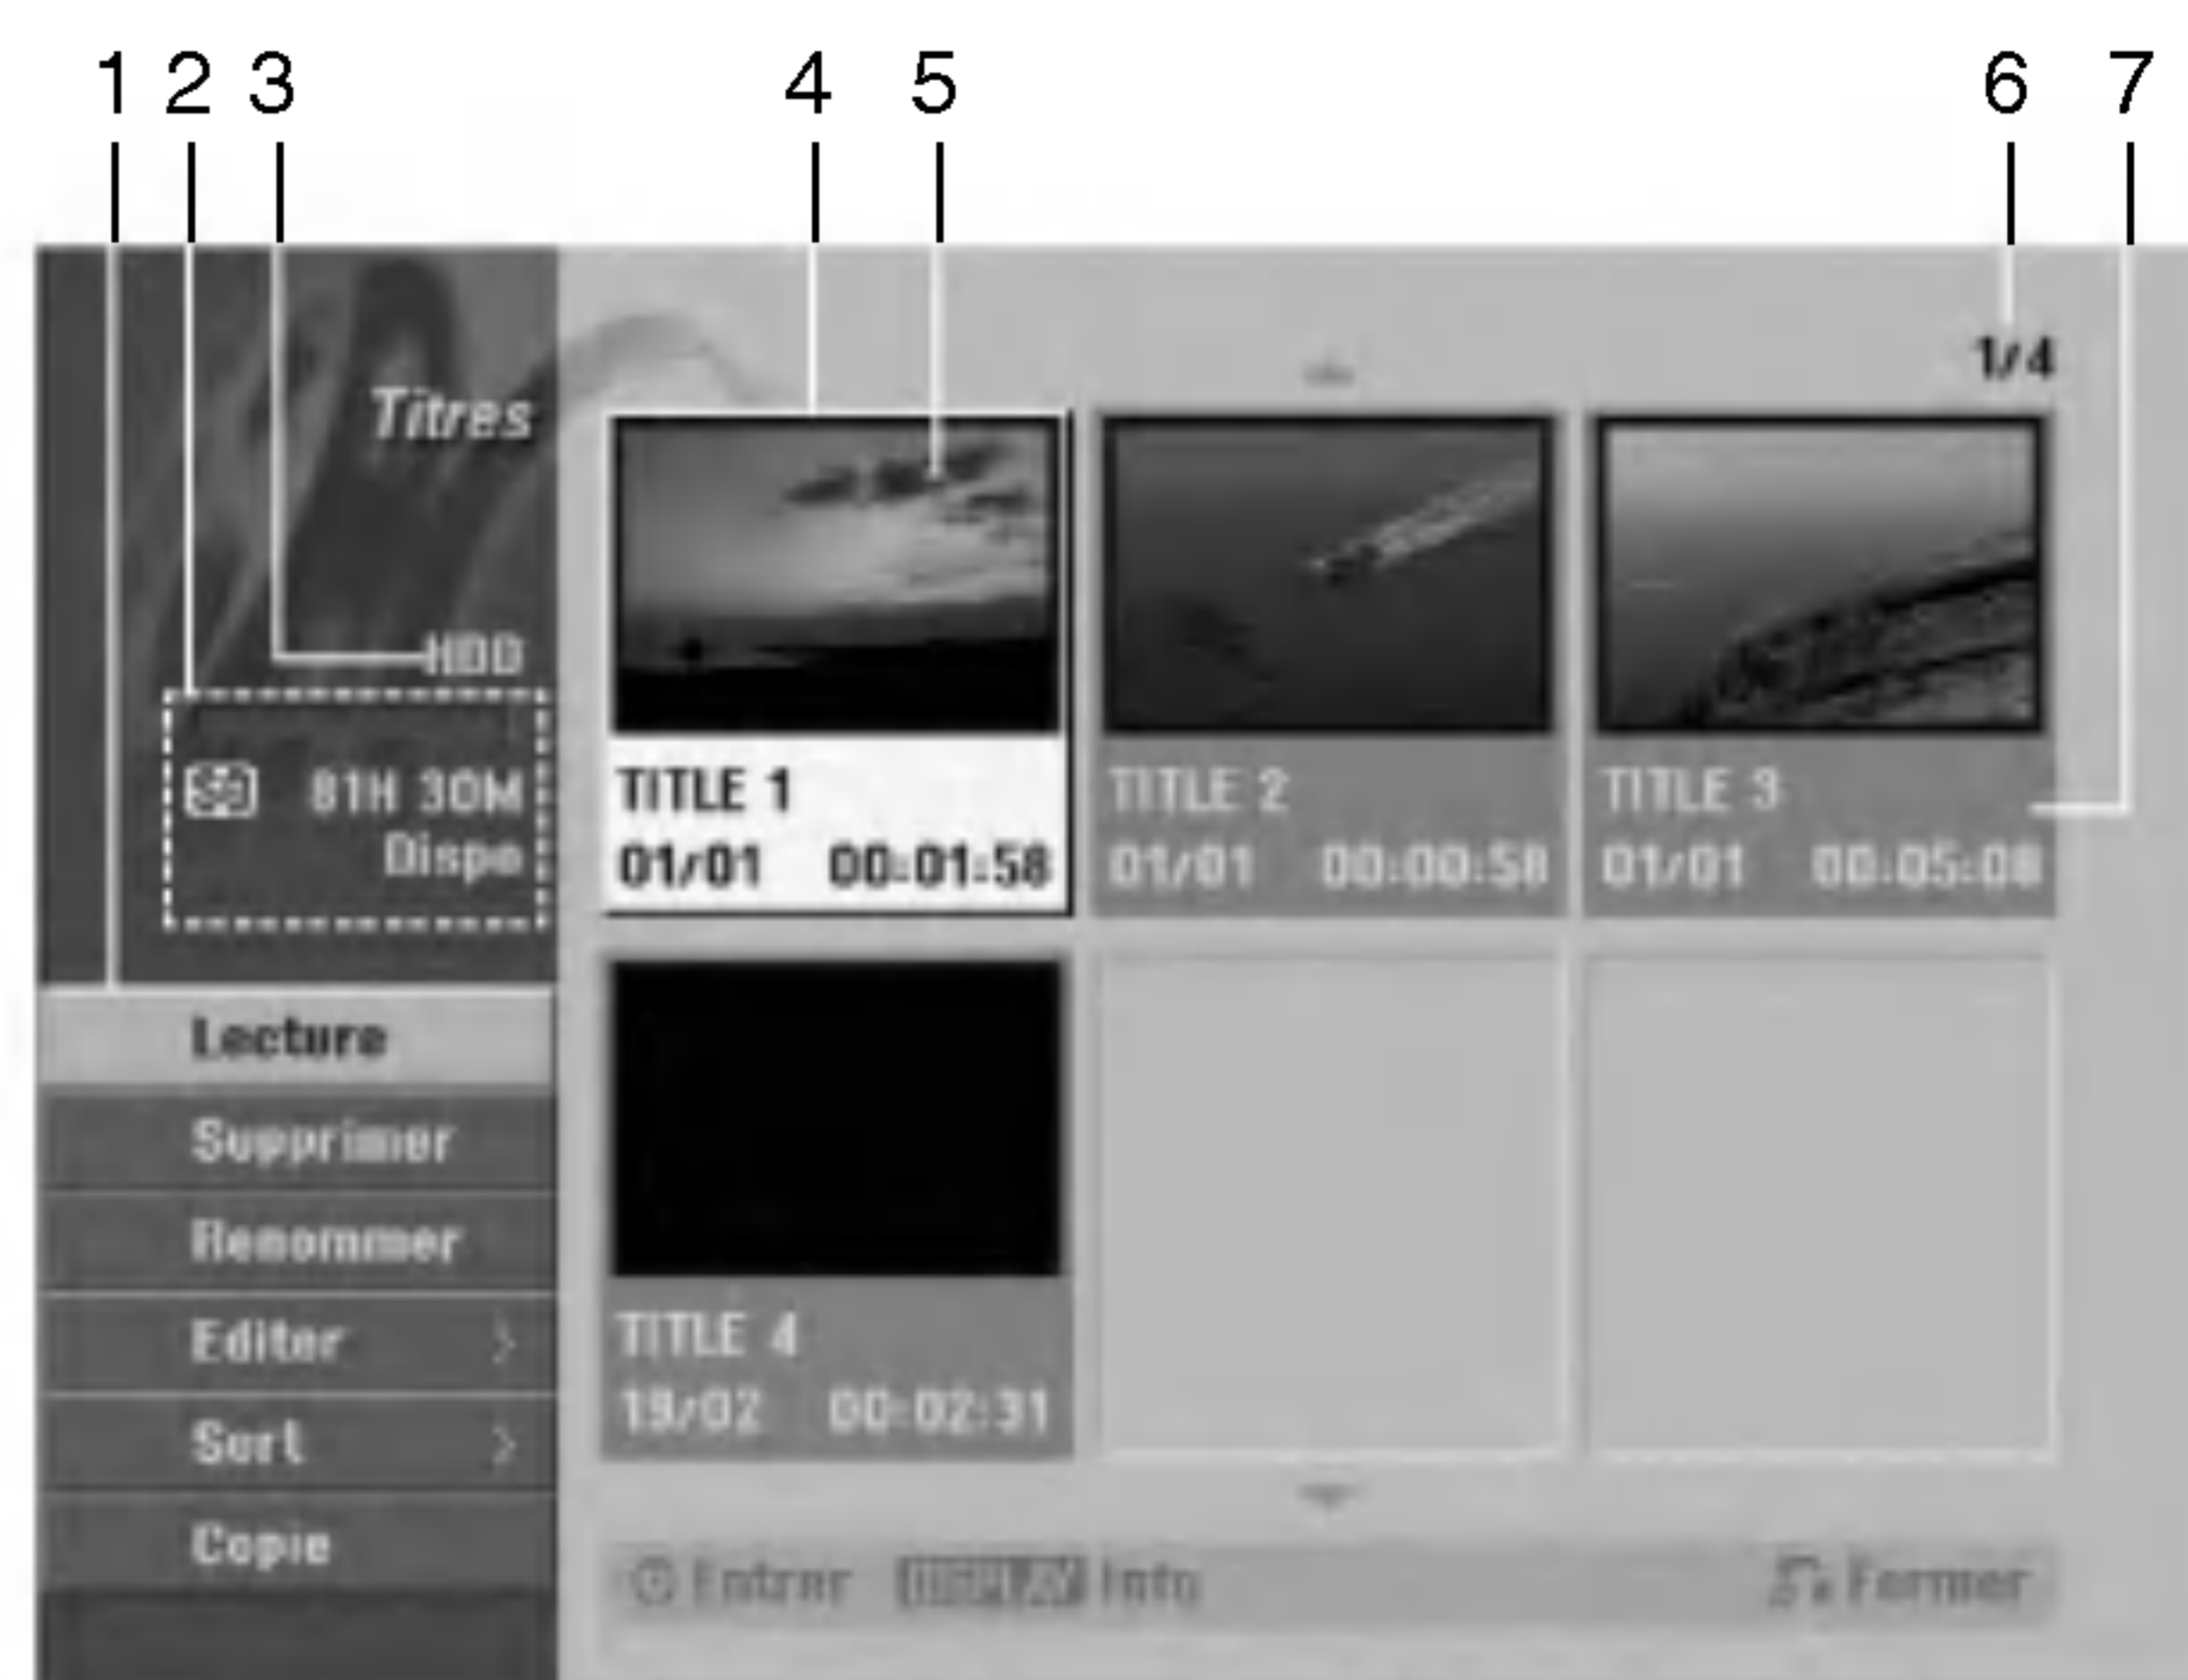 1 2 3 4 5 6 7
1/4
Titres
HDD
81H 30M
Dispo
TITLE 1
01/01 00:01:58
TITLE 2
01/01 00:00:58
TITLE 3
01/01 00:05:08
Lecture
Supprimer
Renommer
Editer >
Sort >
Copie
TITLE 4
19/02 00:02:31
Entrer DISPLAY Info Fermer